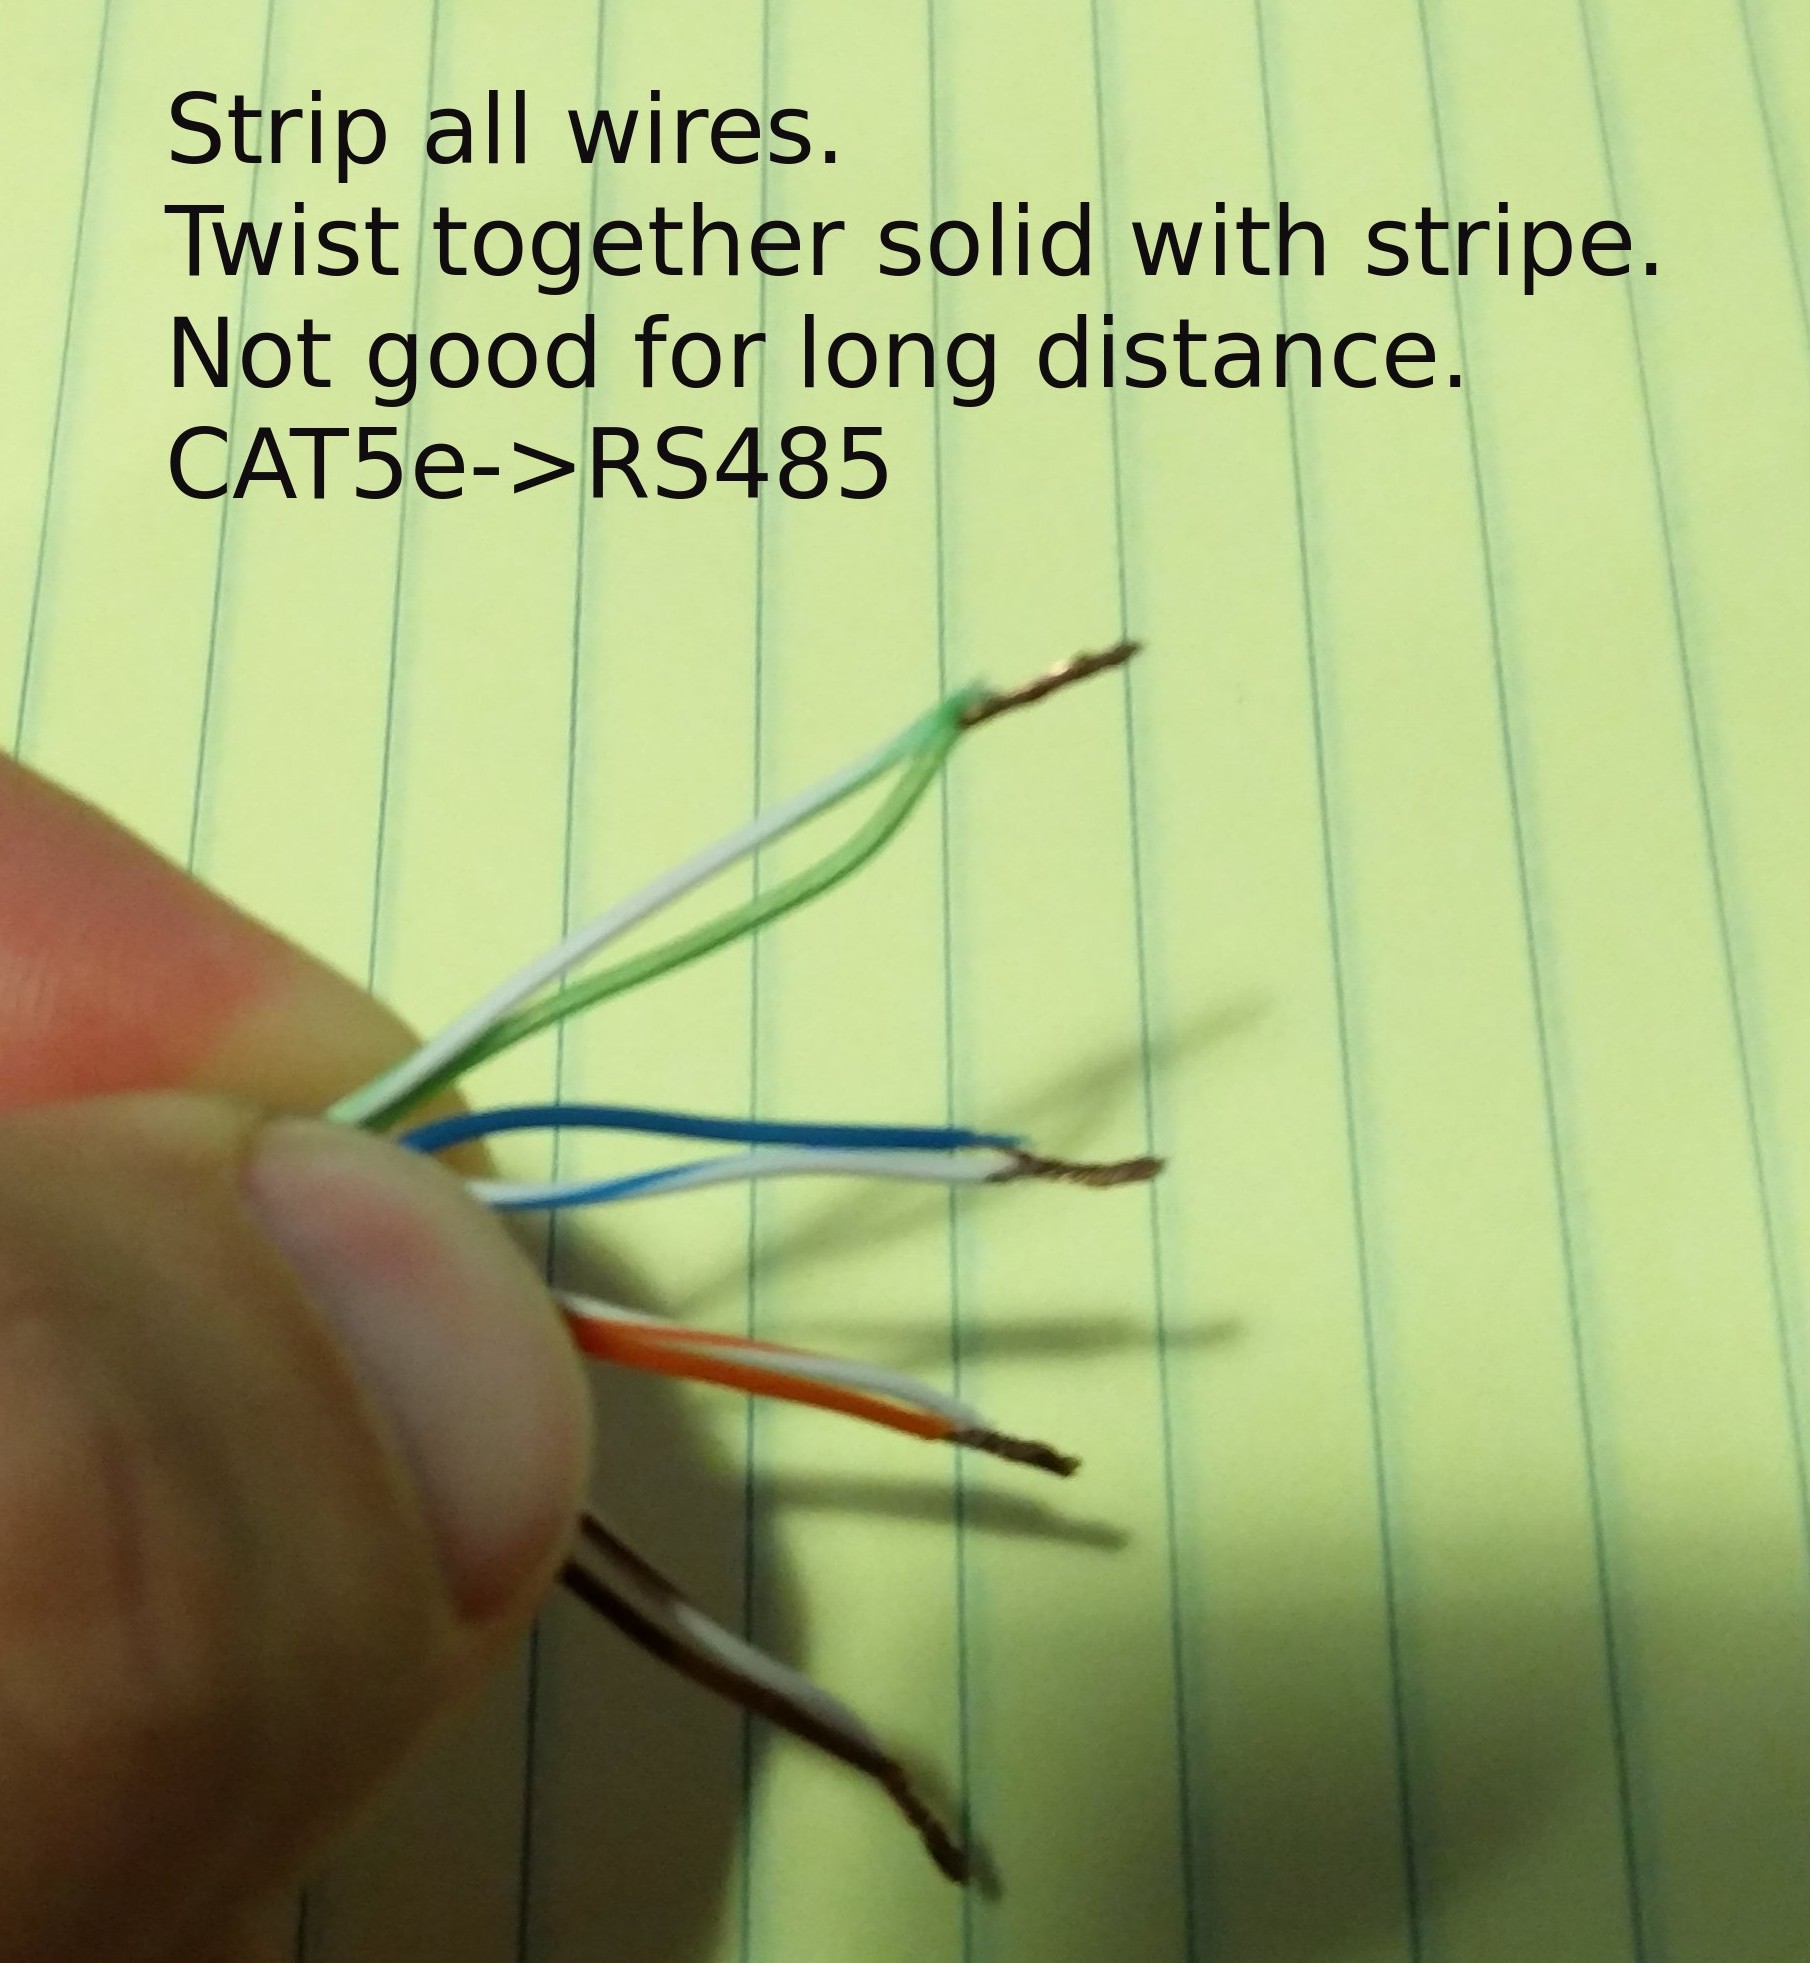 Strip all wires.
Twist together solid with stripe.
Not good for long distance.
CAT5e->RS485